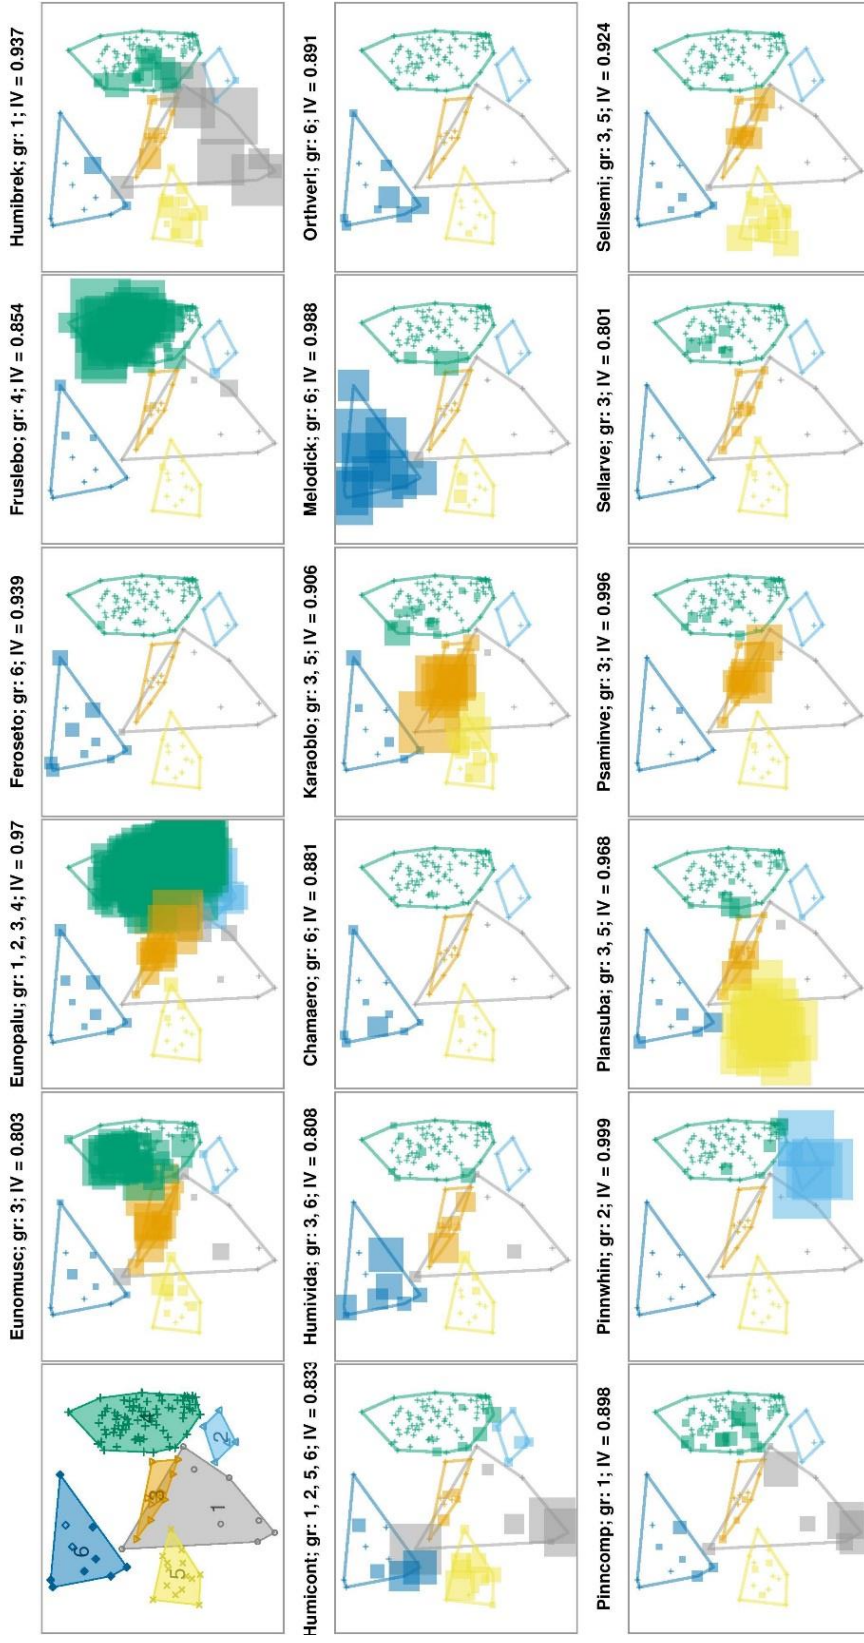 Eunomusc; gr: 3; IV = 0.803
Eunopalu; gr: 1, 2, 3, 4; IV = 0.97
Feroseto; gr: 6; IV = 0.939
Fruslebo; gr: 4; IV = 0.854
Humibrek; gr: 1; IV = 0.937
6
4
3
5
1
2
Humicont; gr: 1, 2, 5, 6; IV = 0.833
Humivida; gr: 3, 6; IV = 0.808
Chamaero; gr: 6; IV = 0.881
Karaoblo; gr: 3, 5; IV = 0.906
Melodick; gr: 6; IV = 0.988
Orthverl; gr: 6; IV = 0.891
Pinncomp; gr: 1; IV = 0.898
Pinnwhin; gr: 2; IV = 0.999
Plansuba; gr: 3, 5; IV = 0.968
Psaminve; gr: 3; IV = 0.996
Sellarve; gr: 3; IV = 0.801
Sellsemi; gr: 3, 5; IV = 0.924